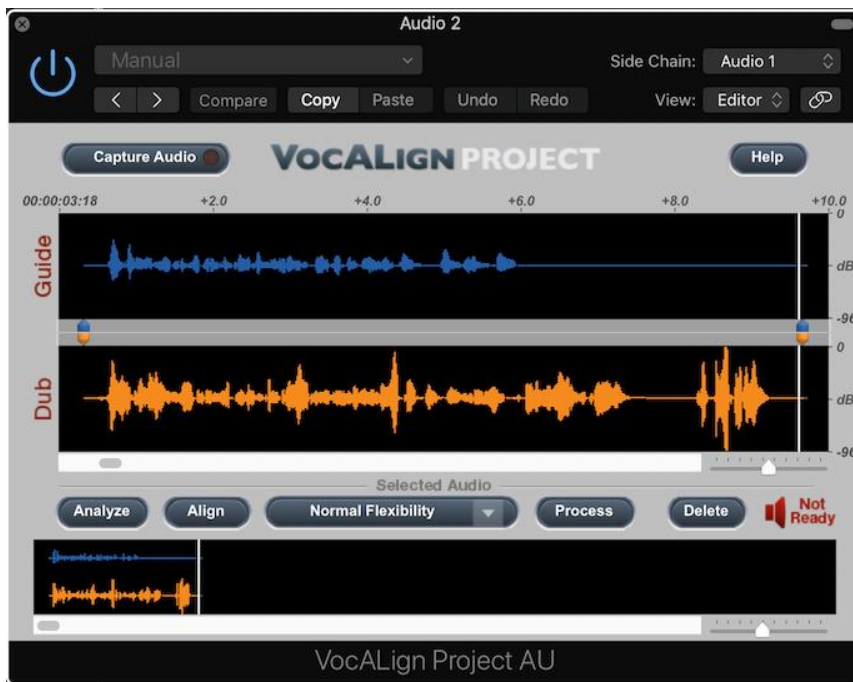 Audio 2
Manual
Side Chain: Audio 1
Compare Copy Paste Undo Redo View: Editor
Capture Audio VOCALIGN PROJECT Help
00:00:03:18 +2.0 +4.0 +6.0 +8.0 +10.0
0
Guide
dB
-96
0
Dub
dB
-96
Selected Audio
Analyze Align Normal Flexibility Process Delete Not Ready
VocALign Project AU